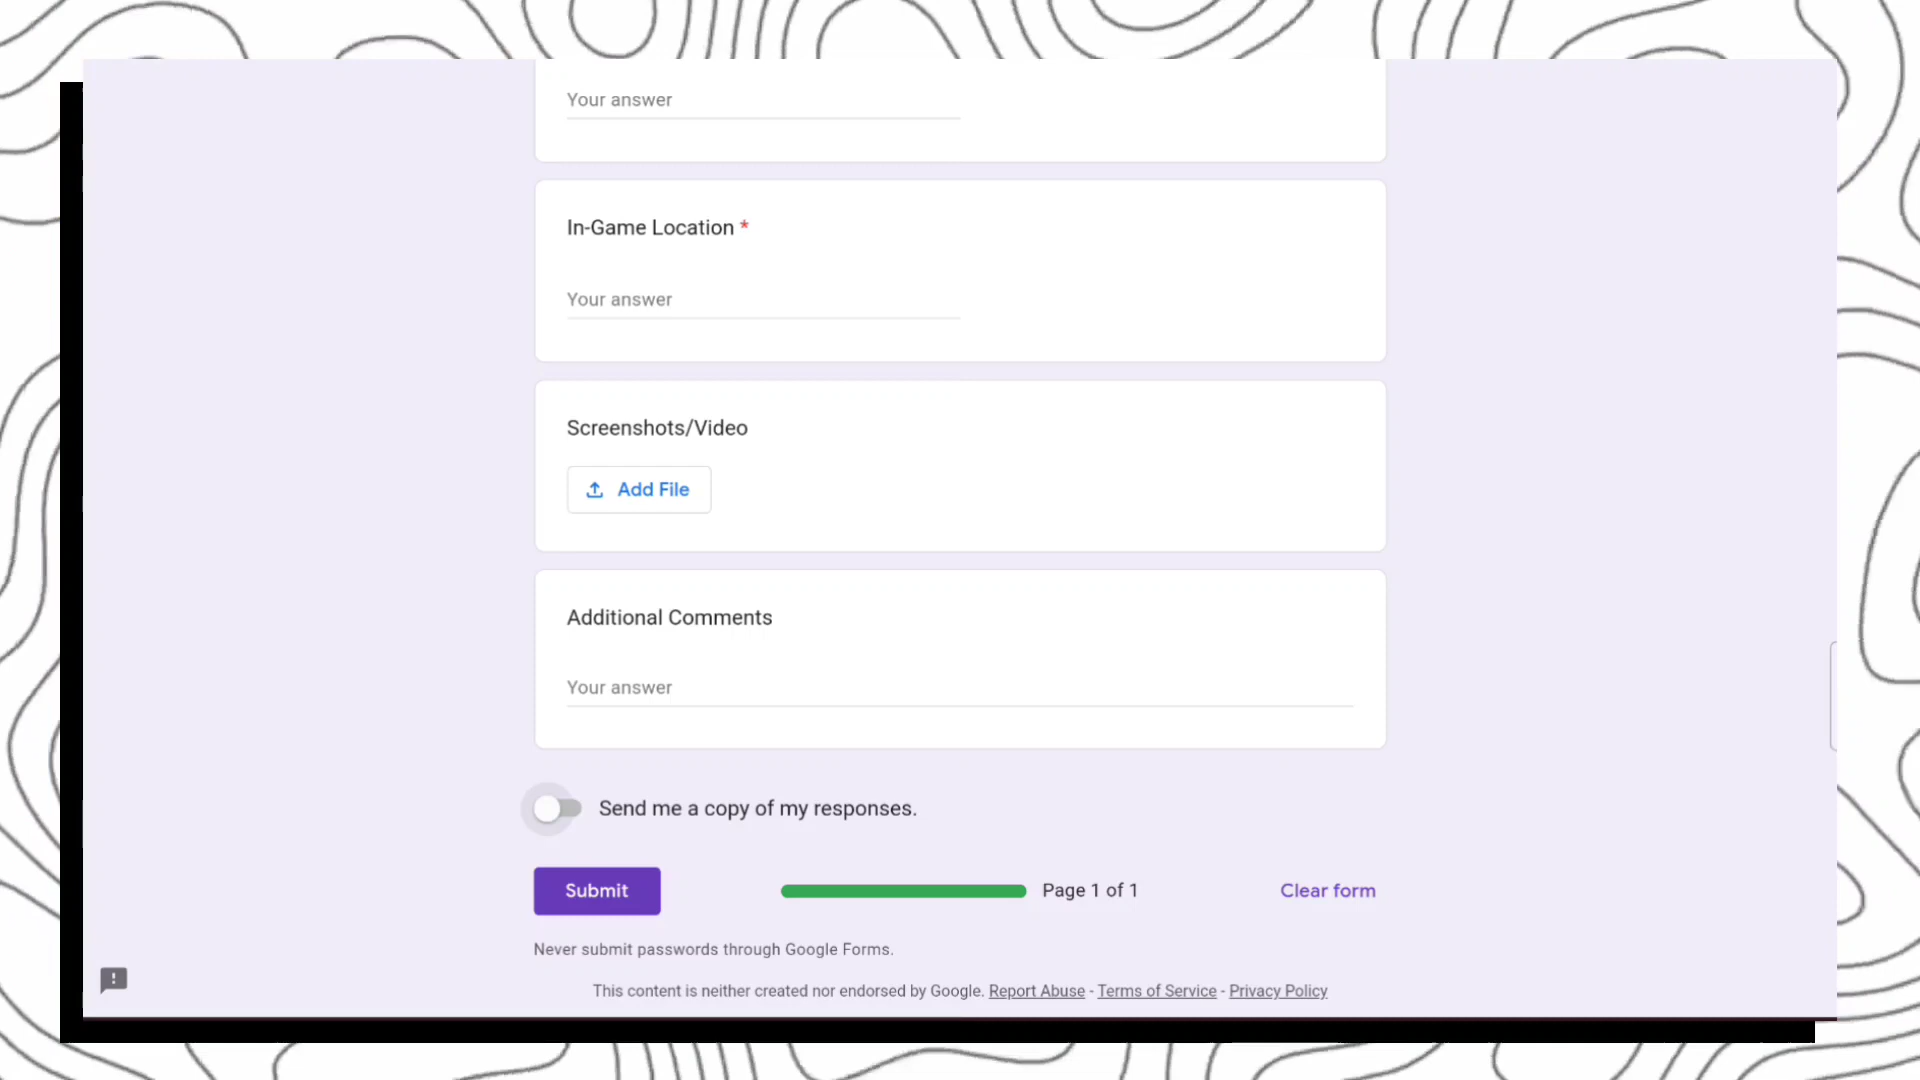 Your answer
In-Game Location *
Your answer
Screenshots/Video
Add File
Additional Comments
Your answer
Send me a copy of my responses.
Submit
Page 1 of 1
Clear form
Never submit passwords through Google Forms.
This content is neither created nor endorsed by Google. Report Abuse - Terms of Service - Privacy Policy